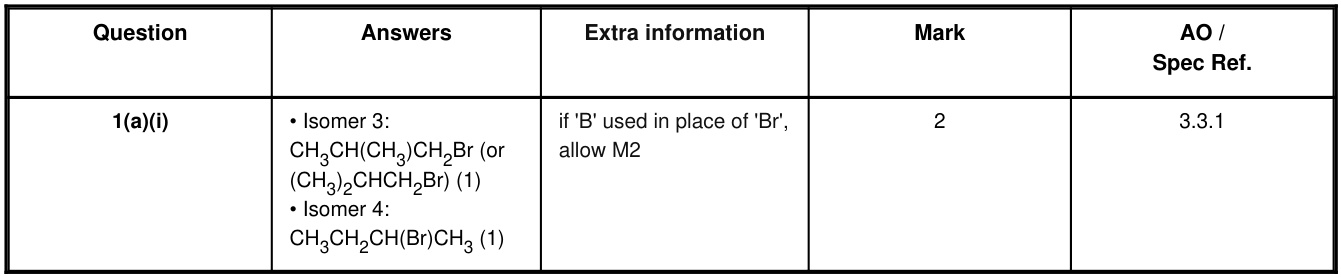 Question Answers Extra information Mark AO /
Spec Ref.
1(a)(i) • Isomer 3: if 'B' used in place of 'Br', 2 3.3.1
CH₃CH(CH₃)CH₂Br (or allow M2
(CH₃)₂CHCH₂Br) (1)
• Isomer 4:
CH₃CH₂CH(Br)CH₃ (1)